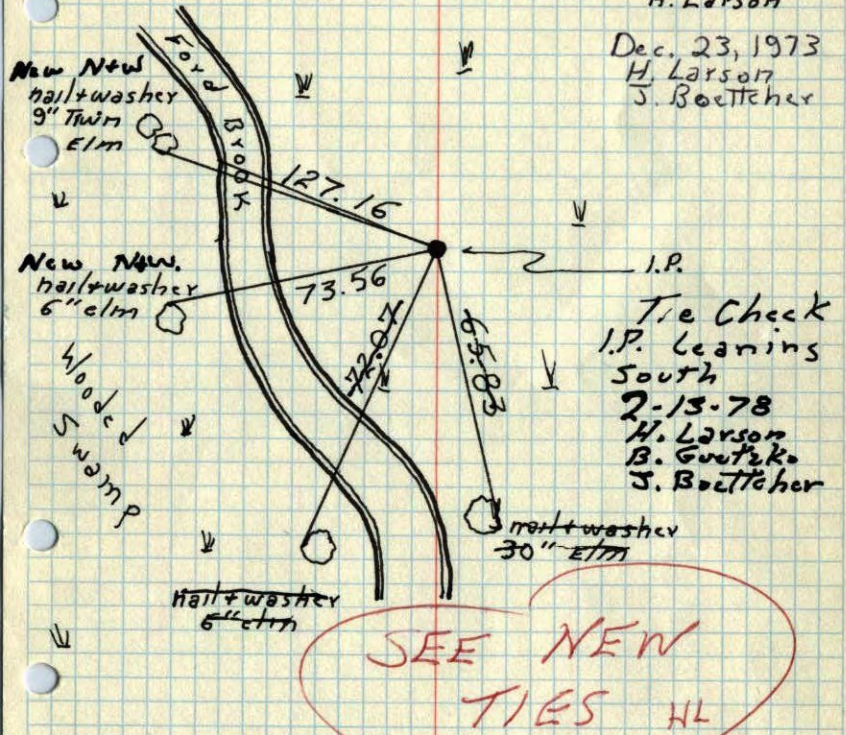 H. Larson
Dec. 23, 1973
H. Larson
J. Boettcher
New N+W
nail+washer
9" Twin
Elm
Ford Brook
127.16
New N+W.
nail+washer
6" elm
73.56
72.07
65.83
I.P.
Tie Check
I.P. Leaning
South
2-13-78
H. Larson
B. Goetzke
J. Boettcher
Wooded
Swamp
nail+washer
30" elm
nail+washer
6" elm
SEE NEW
TIES HL